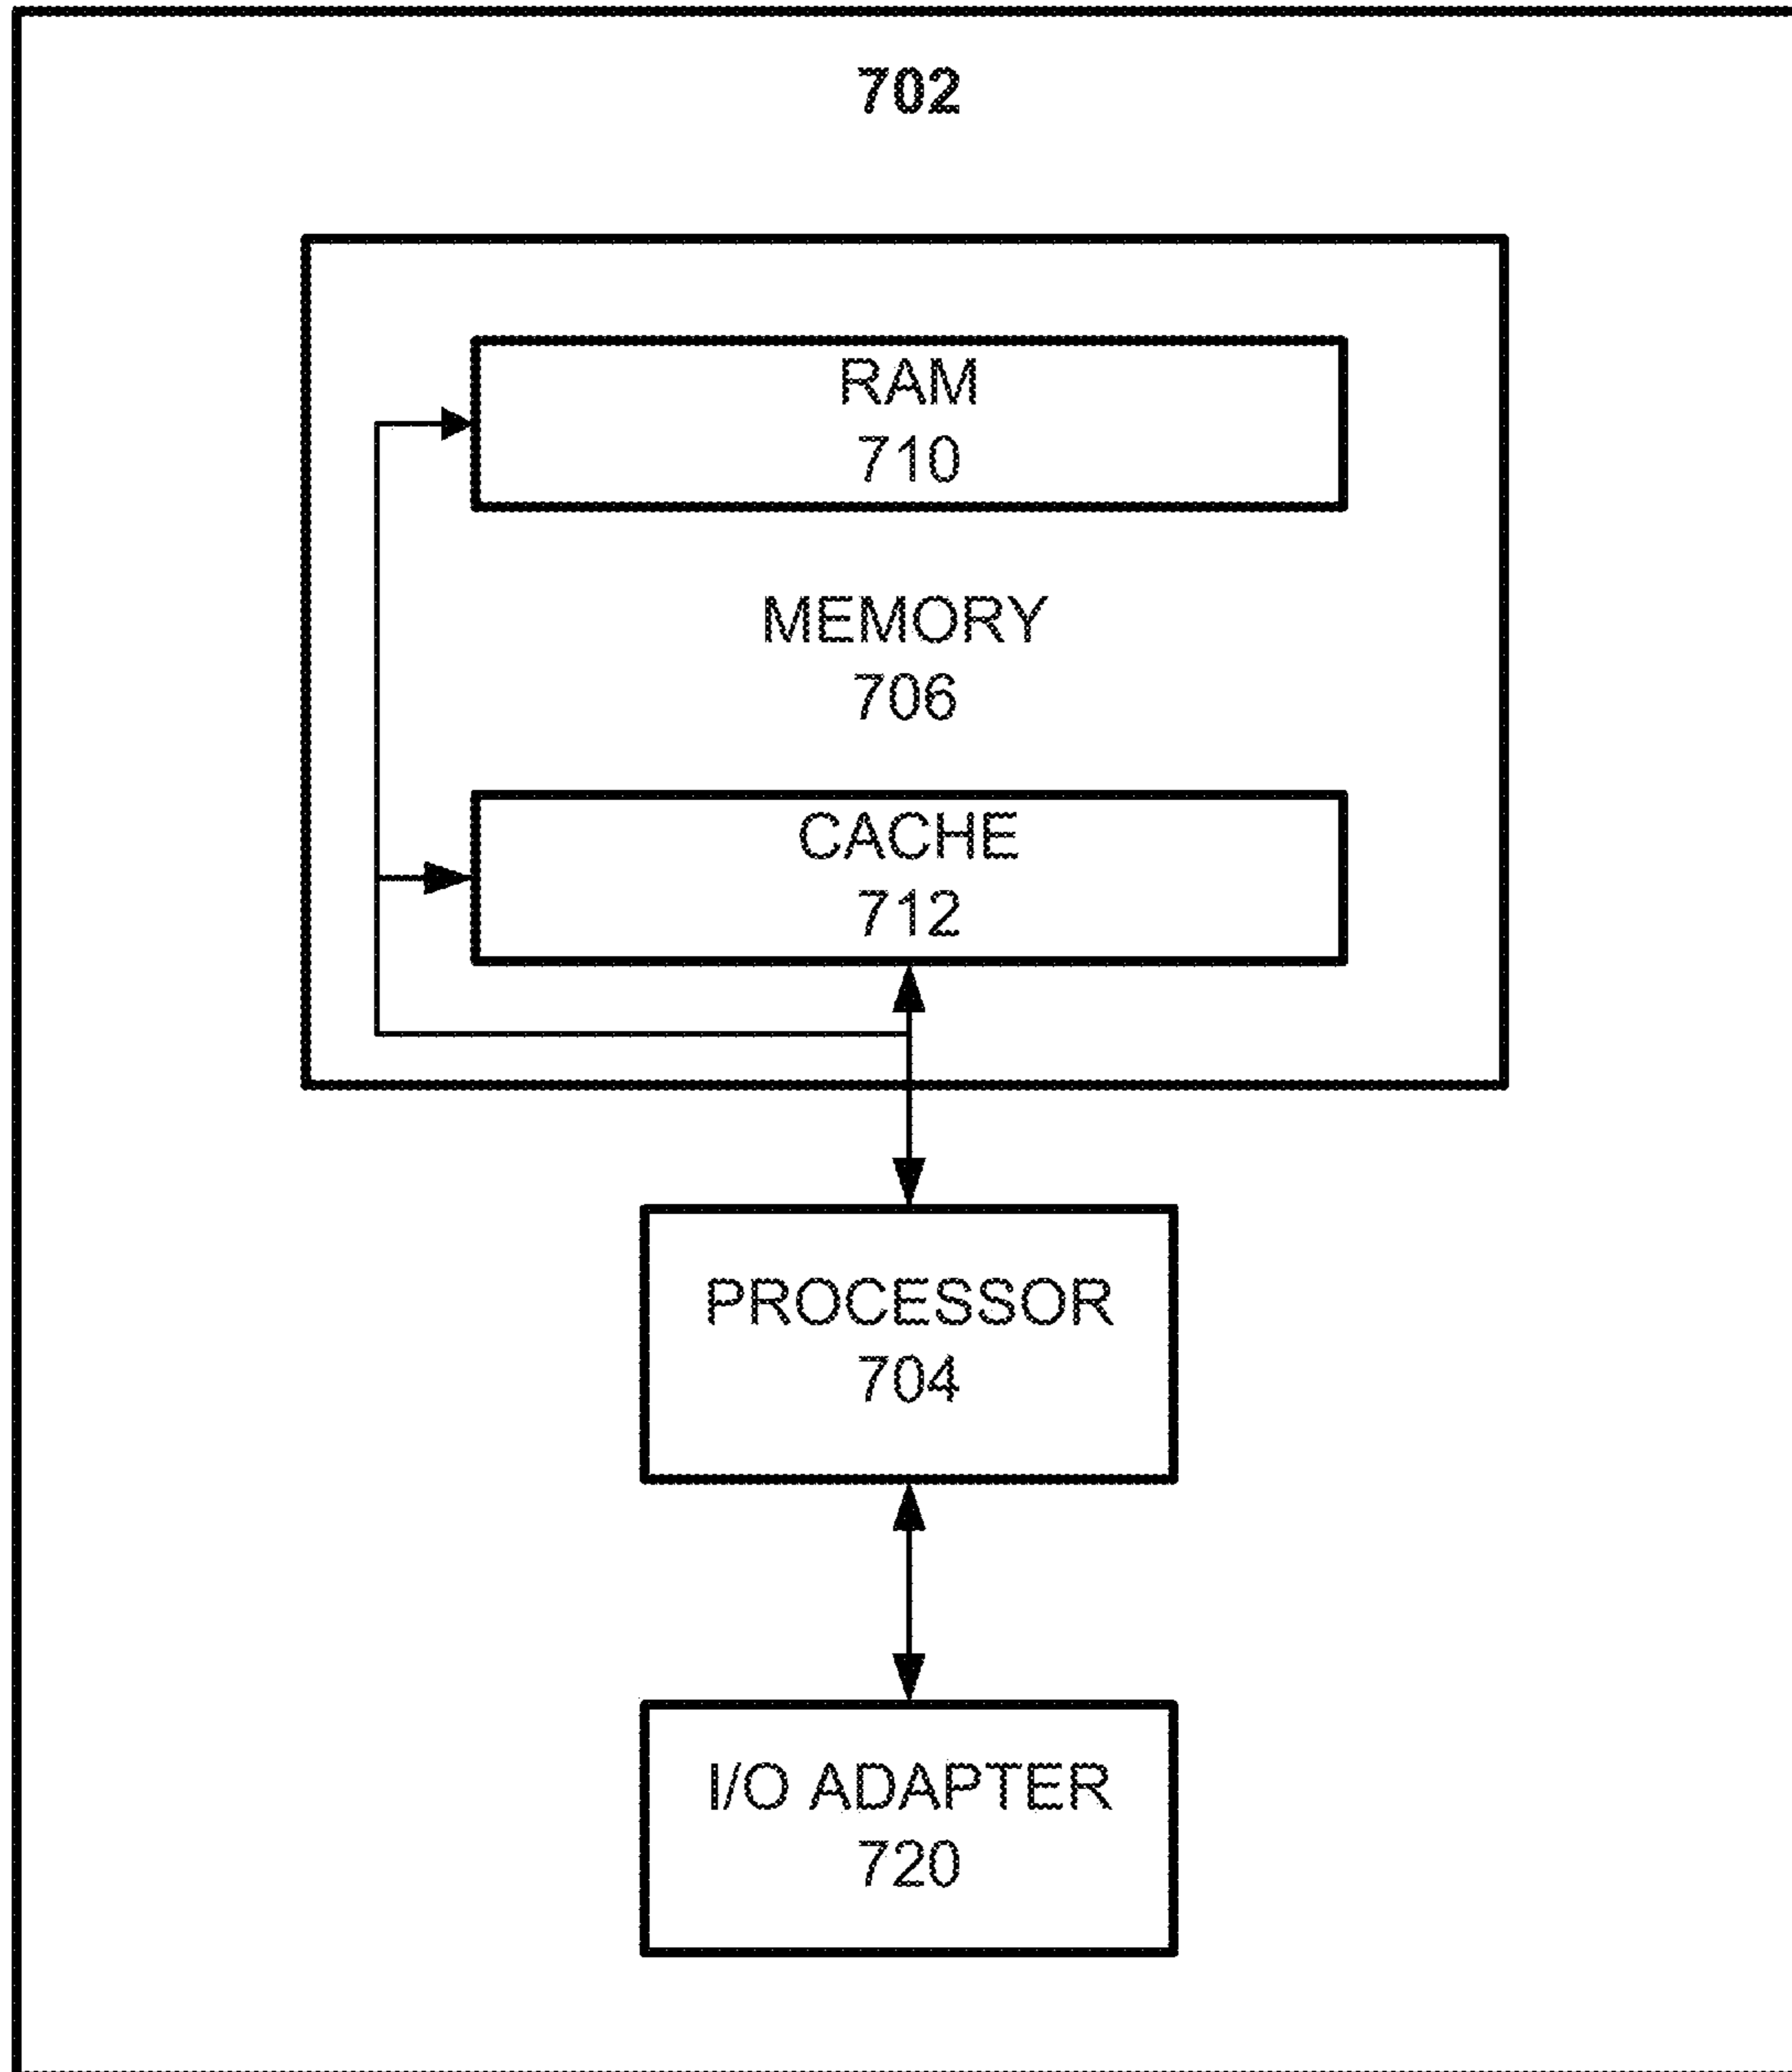 702
RAM
710
MEMORY
706
CACHE
712
PROCESSOR
704
I/O ADAPTER
720